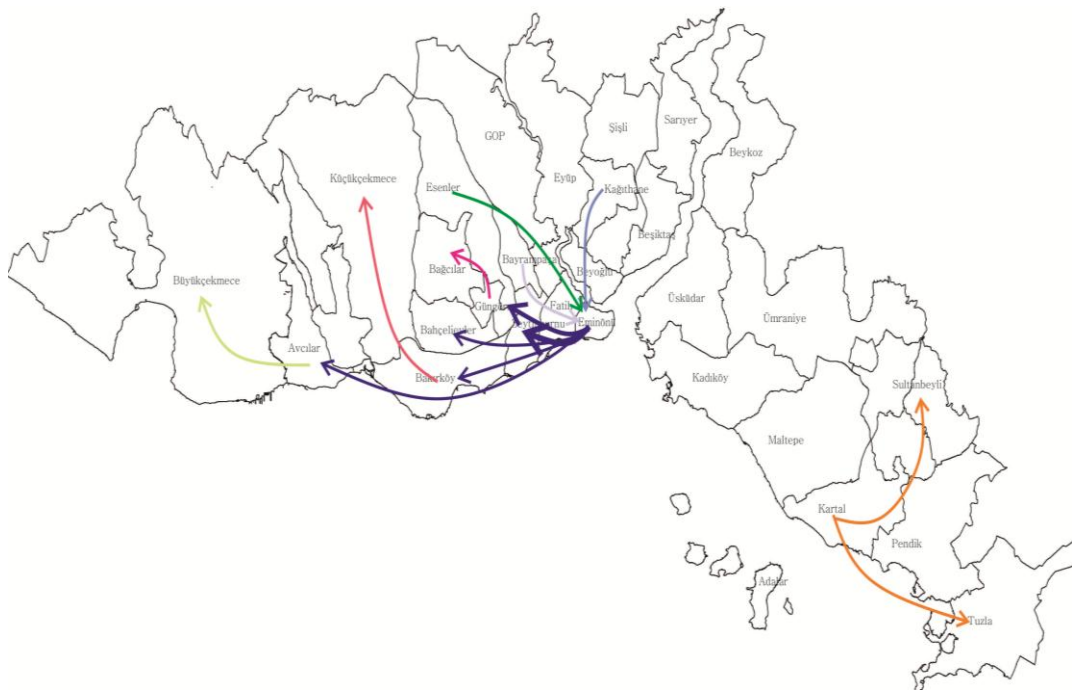 Sarıyer
Şişli
GOP
Beykoz
Eyüp
Küçükçekmece
Esenler
Kağıthane
Beşiktaş
Bayrampaşa
Bağcılar
Beyoğlu
Büyükçekmece
Üsküdar
Fatih
Ümraniye
Eminönü
Bahçelievler
Avcılar
Bakırköy
Kadıköy
Sultanbeyli
Maltepe
Kartal
Pendik
Adalar
Tuzla